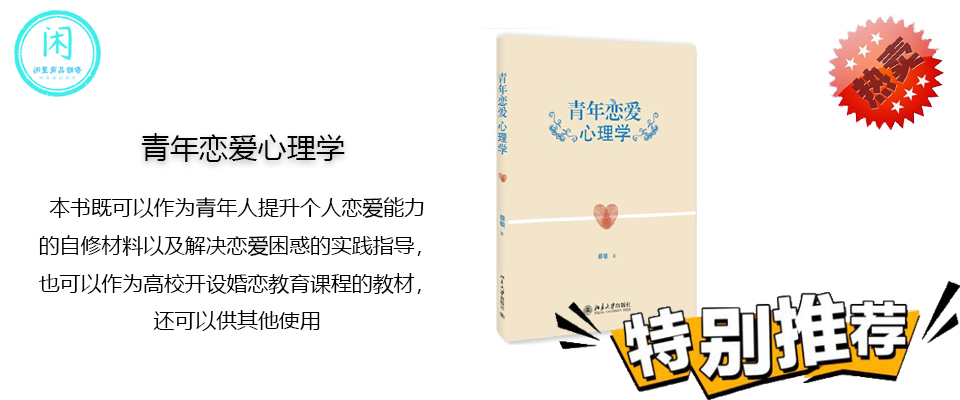 闲
热卖
青年恋爱心理学
本书既可以作为青年人提升个人恋爱能力
的自修材料以及解决恋爱困惑的实践指导，
也可以作为高校开设婚恋教育课程的教材，
还可以供其他使用
青年恋爱 心理学
青年恋爱
心理学
北京大学出版社
特别推荐